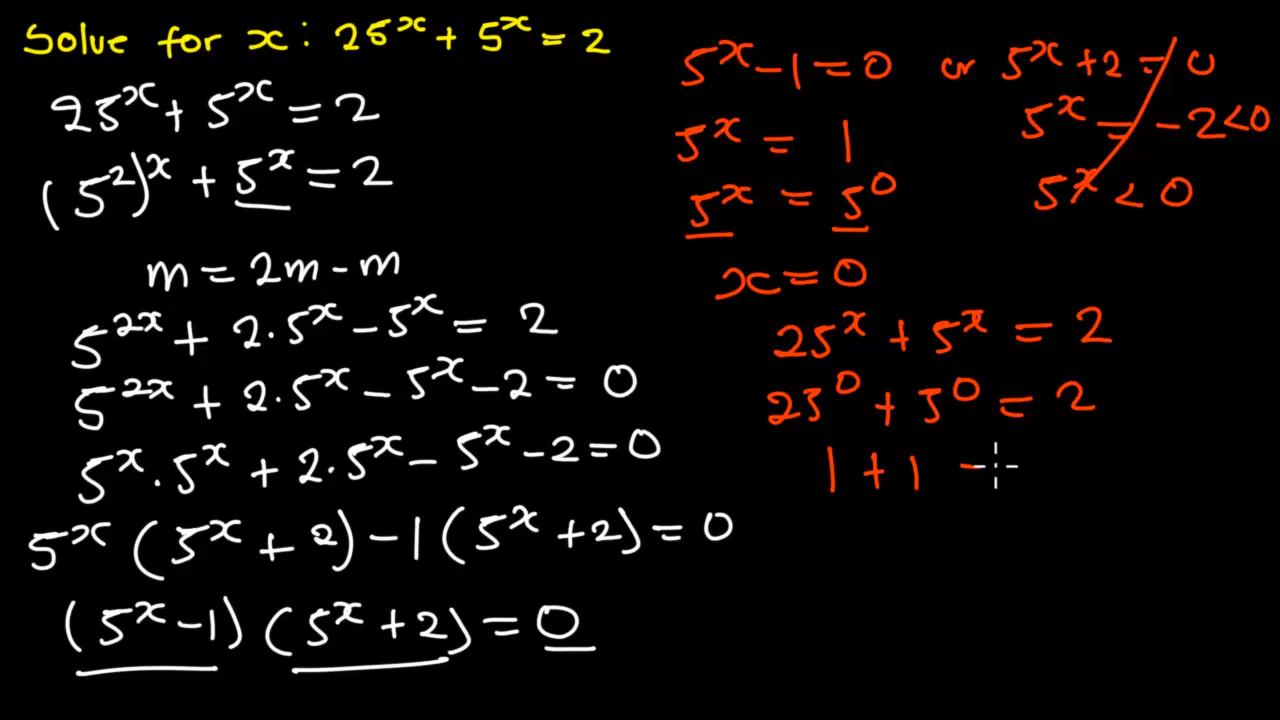 Solve for x : 25^x + 5^x = 2
25^x + 5^x = 2
(5^2)^x + 5^x = 2
m = 2m - m
5^2x + 2·5^x - 5^x = 2
5^2x + 2·5^x - 5^x - 2 = 0
5^x · 5^x + 2·5^x - 5^x - 2 = 0
5^x (5^x + 2) - 1 (5^x + 2) = 0
(5^x - 1) (5^x + 2) = 0
5^x - 1 = 0 or 5^x + 2 = 0
5^x = 1 5^x = -2 < 0
5^x = 5^0 5^x < 0
x = 0
25^x + 5^x = 2
25^0 + 5^0 = 2
1 + 1 -